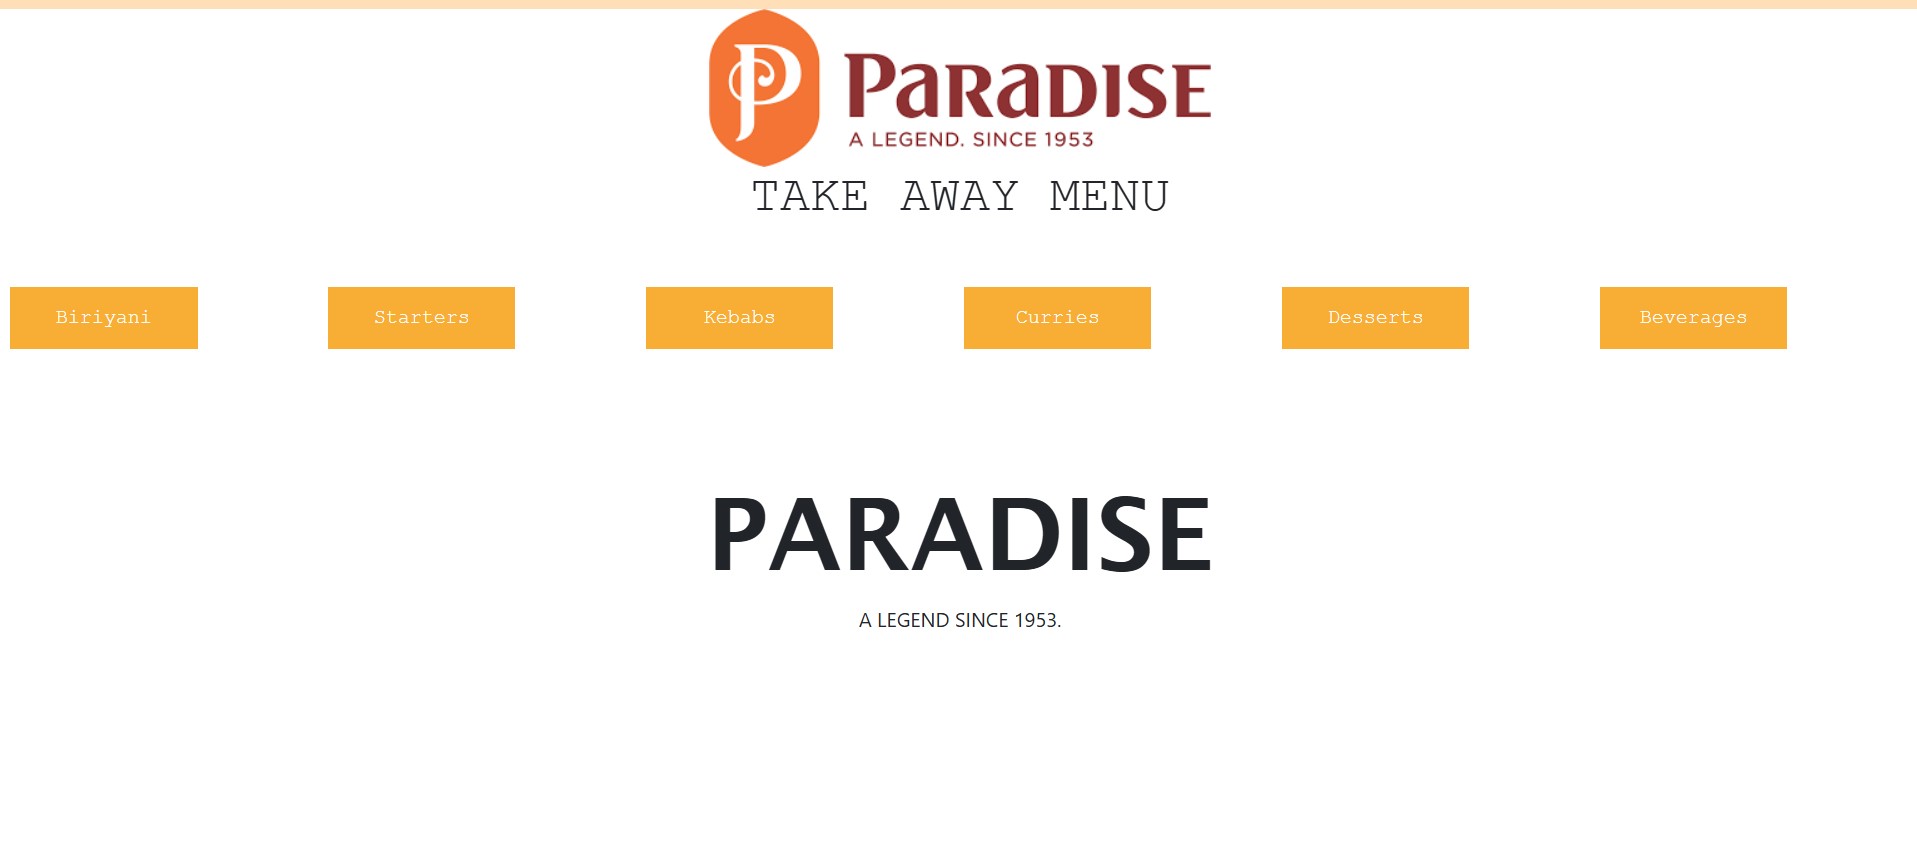 P PARADISE
A LEGEND. SINCE 1953
TAKE AWAY MENU
Biriyani Starters Kebabs Curries Desserts Beverages
PARADISE
A LEGEND SINCE 1953.